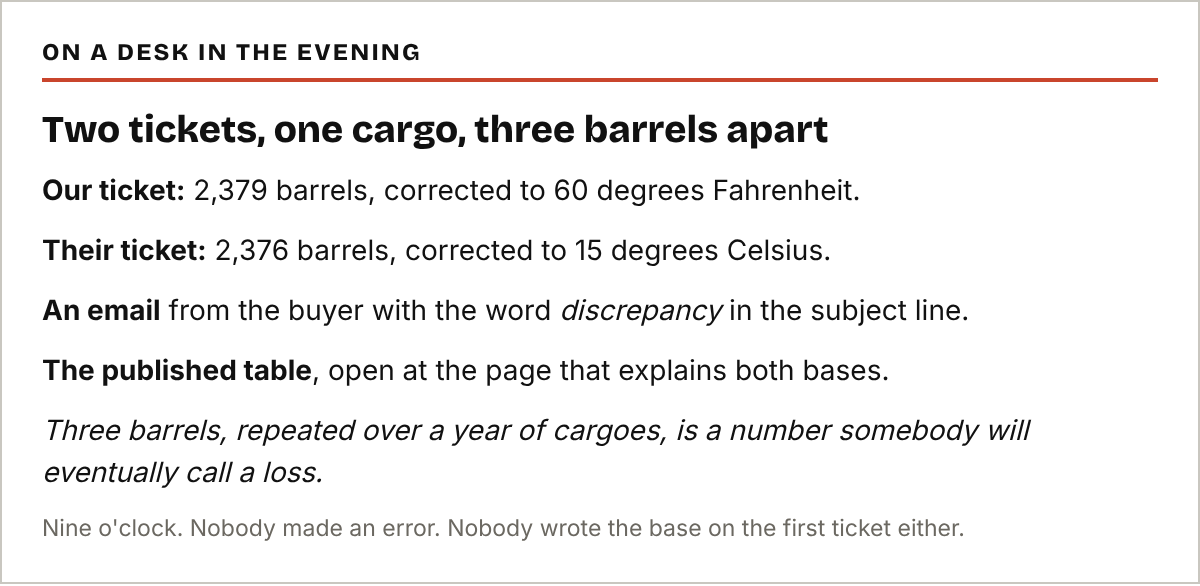 ON A DESK IN THE EVENING
Two tickets, one cargo, three barrels apart
Our ticket: 2,379 barrels, corrected to 60 degrees Fahrenheit.
Their ticket: 2,376 barrels, corrected to 15 degrees Celsius.
An email from the buyer with the word discrepancy in the subject line.
The published table, open at the page that explains both bases.
Three barrels, repeated over a year of cargoes, is a number somebody will
eventually call a loss.
Nine o'clock. Nobody made an error. Nobody wrote the base on the first ticket either.